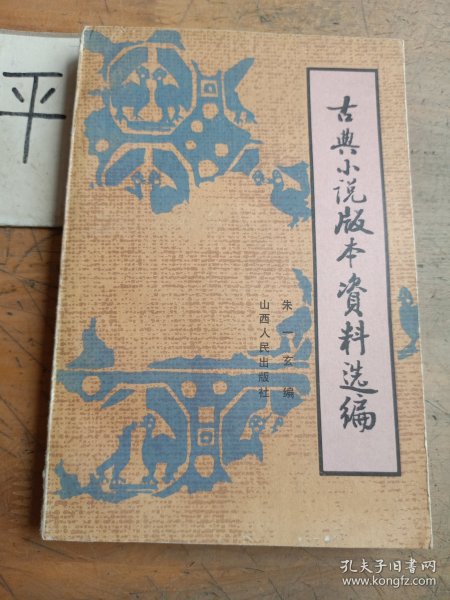 平
古典小说版本资料选编
朱一玄编
山西人民出版社
孔夫子旧书网
www.kongfz.com